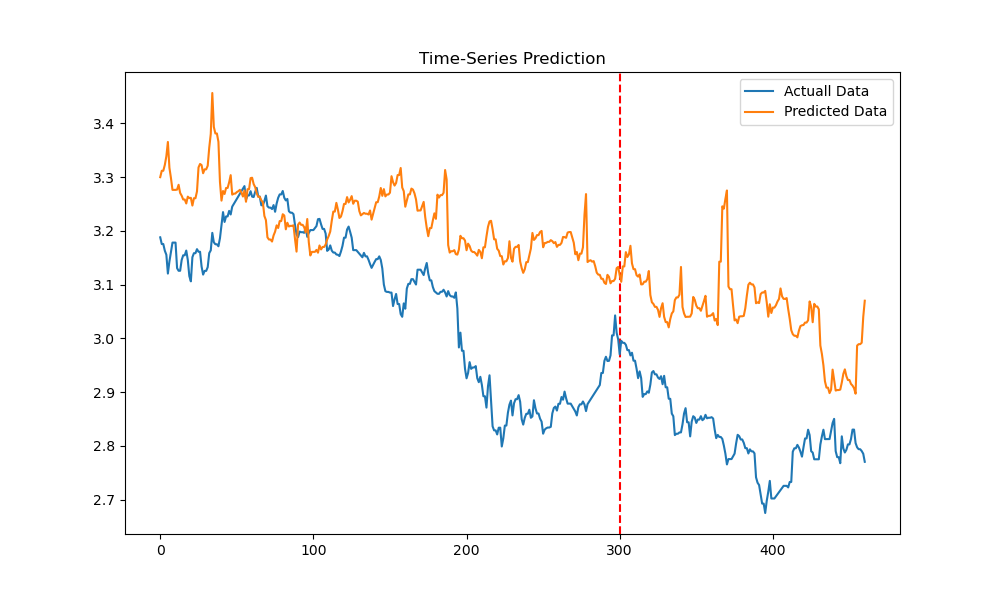 Time-Series Prediction
Actuall Data
Predicted Data
3.4
3.3
3.2
3.1
3.0
2.9
2.8
2.7
0 100 200 300 400